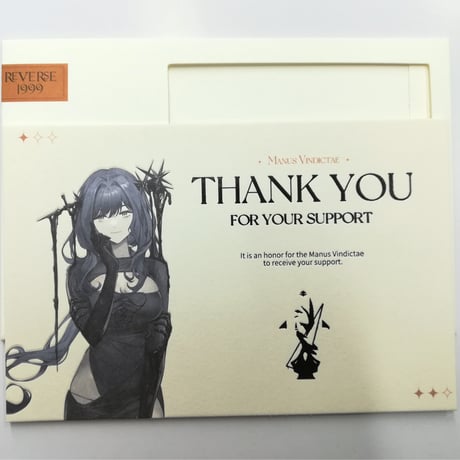 REVERSE
1999
MANUS VINDICTAE
THANK YOU
FOR YOUR SUPPORT
It is an honor for the Manus Vindictae
to receive your support.